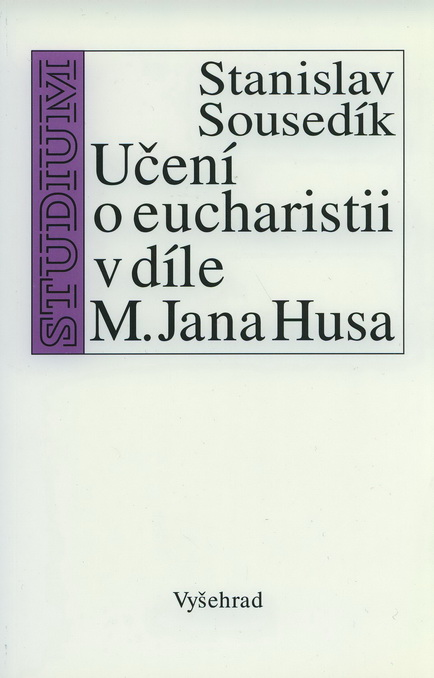 STUDIUM
Stanislav
Sousedík
Učení
o eucharistii
v díle
M. Jana Husa
Vyšehrad